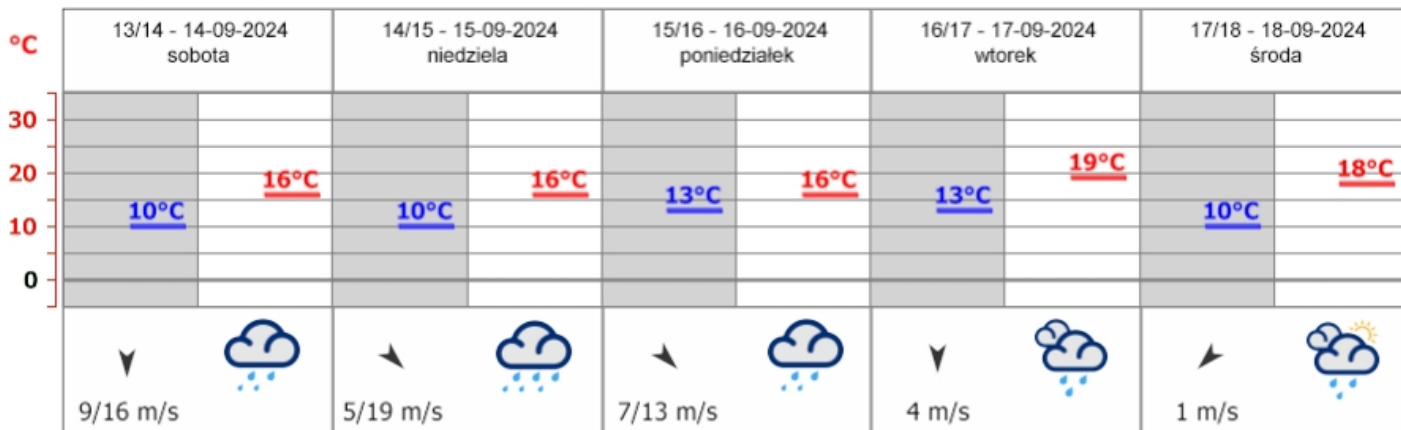 °C
13/14 - 14-09-2024
sobota
14/15 - 15-09-2024
niedziela
15/16 - 16-09-2024
poniedziałek
16/17 - 17-09-2024
wtorek
17/18 - 18-09-2024
środa
30
20
10
0
10°C
16°C
10°C
16°C
13°C
16°C
13°C
19°C
10°C
18°C
9/16 m/s
5/19 m/s
7/13 m/s
4 m/s
1 m/s